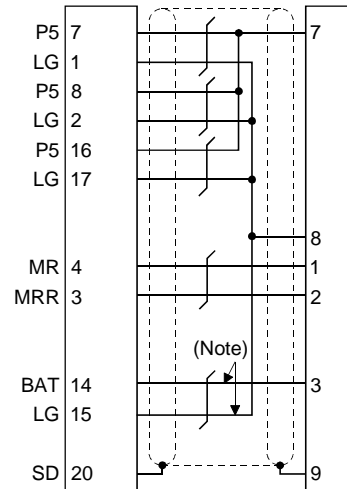 P5 7 7
LG 1
P5 8
LG 2
P5 16
LG 17
8
MR 4 1
MRR 3 2
(Note)
BAT 14 3
LG 15
SD 20 9